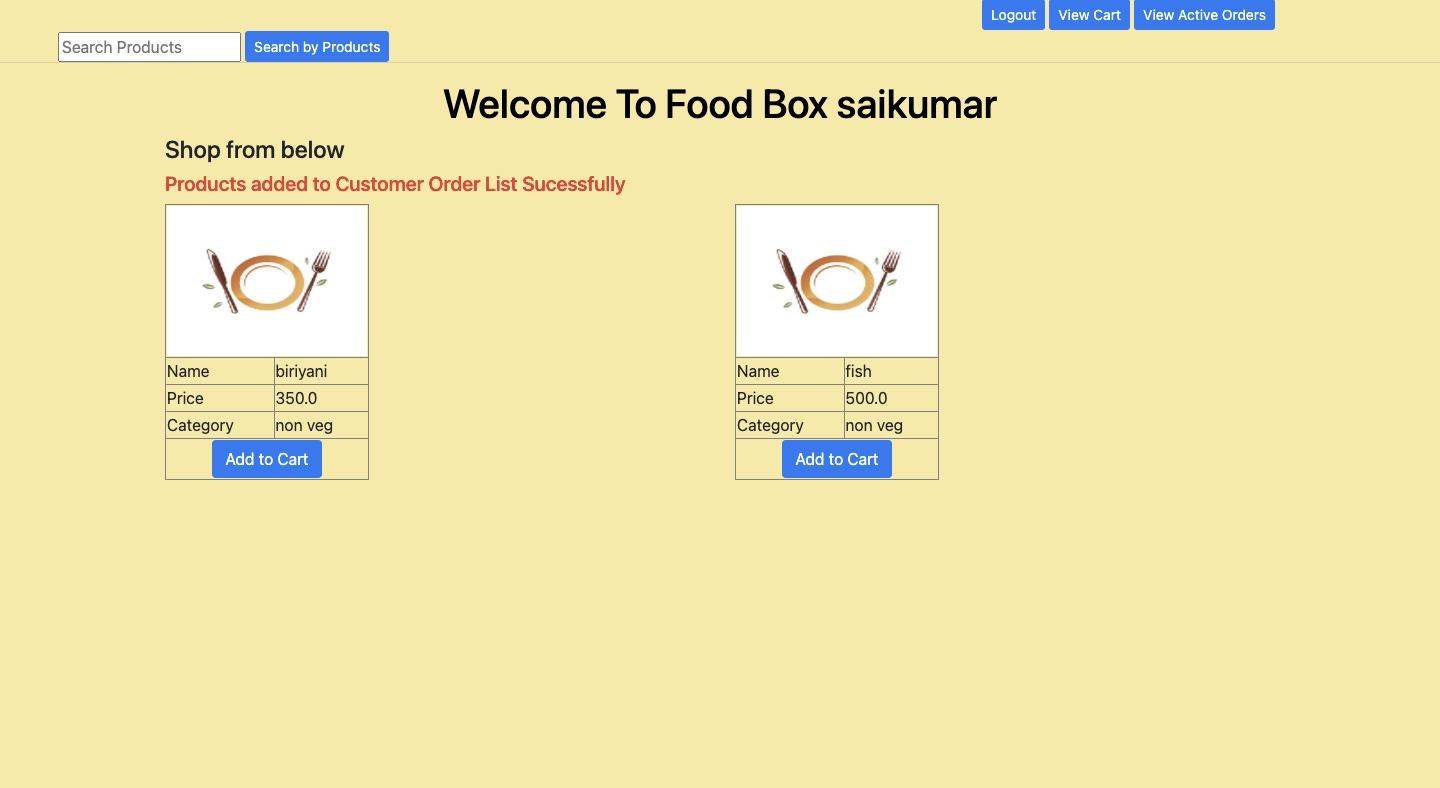 Logout View Cart View Active Orders
Search Products Search by Products
Welcome To Food Box saikumar
Shop from below
Products added to Customer Order List Sucessfully
Name biriyani
Price 350.0
Category non veg
Add to Cart
Name fish
Price 500.0
Category non veg
Add to Cart